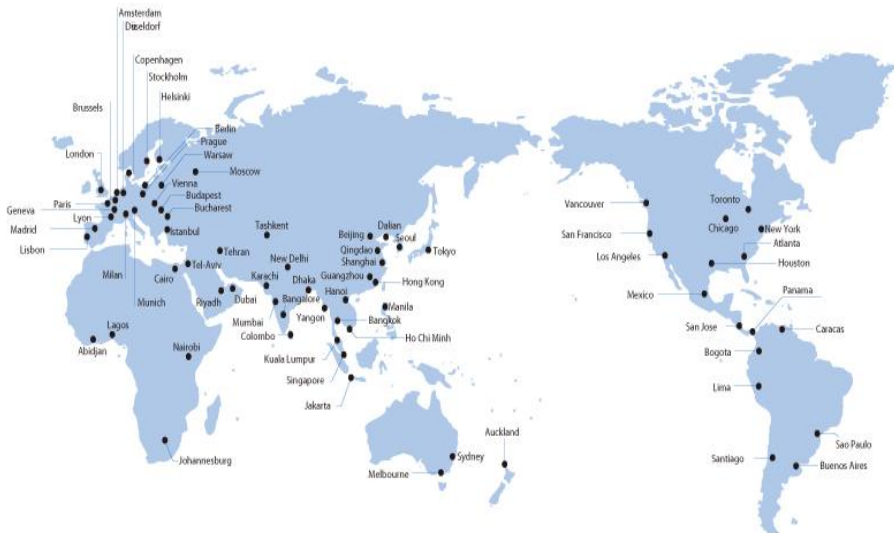 Amsterdam
Düseldorf
Copenhagen
Stockholm
Helsinki
Brussels
Berlin
Prague
London
Warsaw
Moscow
Vienna
Paris
Budapest
Geneva
Bucharest
Lyon
Madrid
Istanbul
Lisbon
Tashkent
Beijing
Dalian
Seoul
Tehran
Qingdao
Tokyo
New Delhi
Shanghai
Tel-Aviv
Milan
Cairo
Karachi
Guangzhou
Hong Kong
Dhaka
Hanoi
Munich
Riyadh
Dubai
Bangalore
Manila
Mumbai
Yangon
Bangkok
Lagos
Colombo
Ho Chi Minh
Abidjan
Nairobi
Kuala Lumpur
Singapore
Jakarta
Johannesburg
Auckland
Sydney
Melbourne
Vancouver
Toronto
Chicago
New York
San Francisco
Atlanta
Los Angeles
Houston
Mexico
Panama
San Jose
Caracas
Bogota
Lima
Sao Paulo
Santiago
Buenos Aires